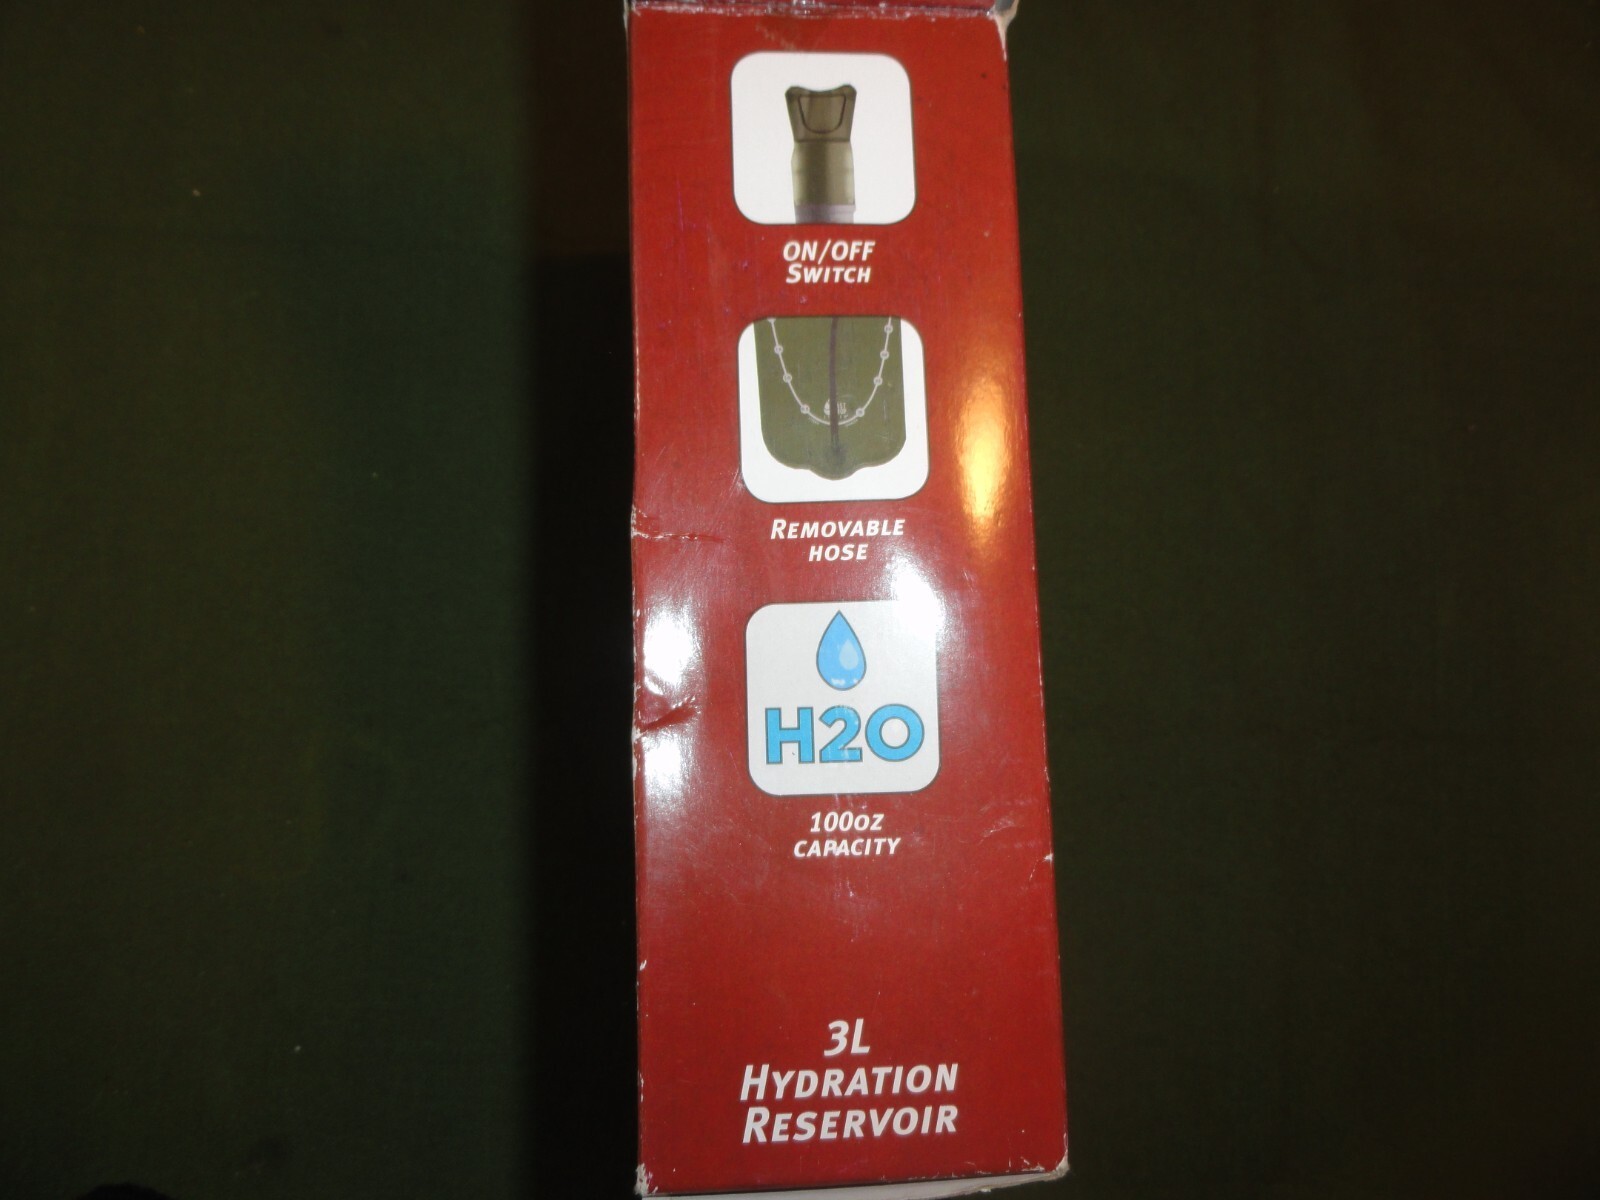 ON/OFF
SWITCH
REMOVABLE
HOSE
H2O
100OZ
CAPACITY
3L
HYDRATION
RESERVOIR